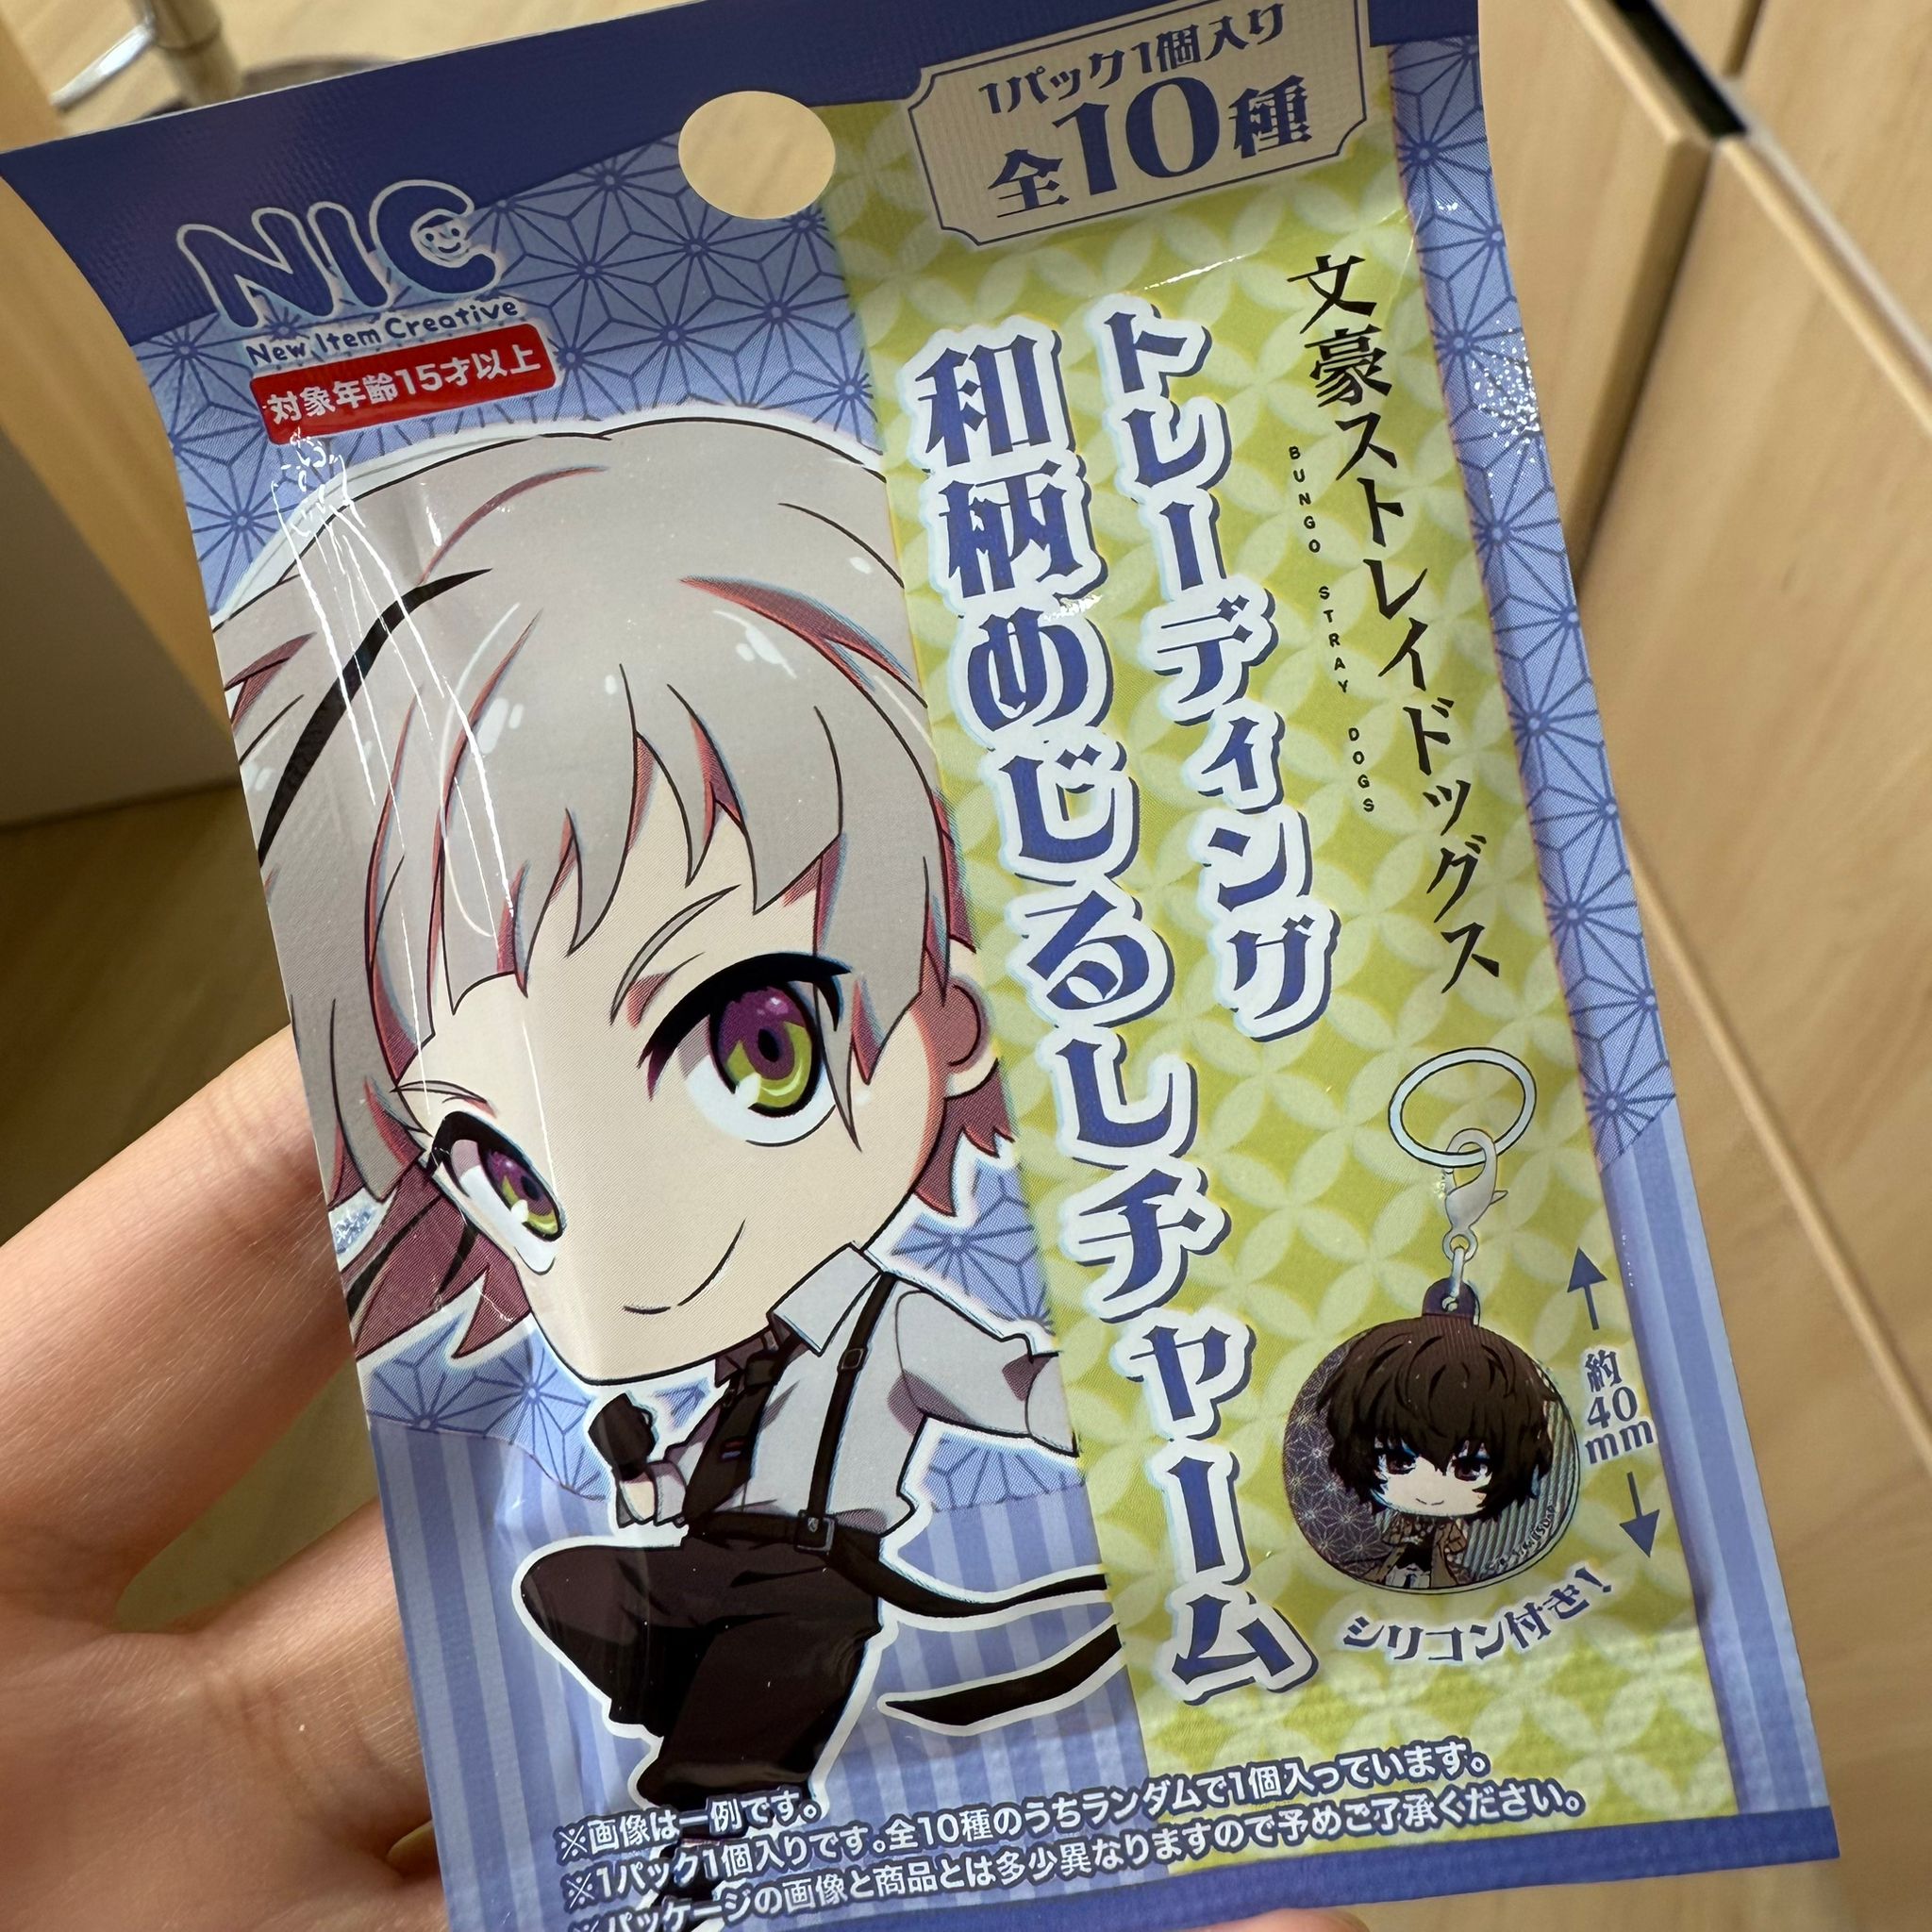 1パック1個入り
全10種
NIC
New Item Creative
対象年齢15才以上
文豪ストレイドッグス
BUNGO STRAY DOGS
トレーディング
和柄めじるしチャーム
約
40
mm
シリコン付き!
※画像は一例です。
※1パック1個入りです。全10種のうちランダムで1個入っています。
※パッケージの画像と商品とは多少異なりますので予めご了承ください。